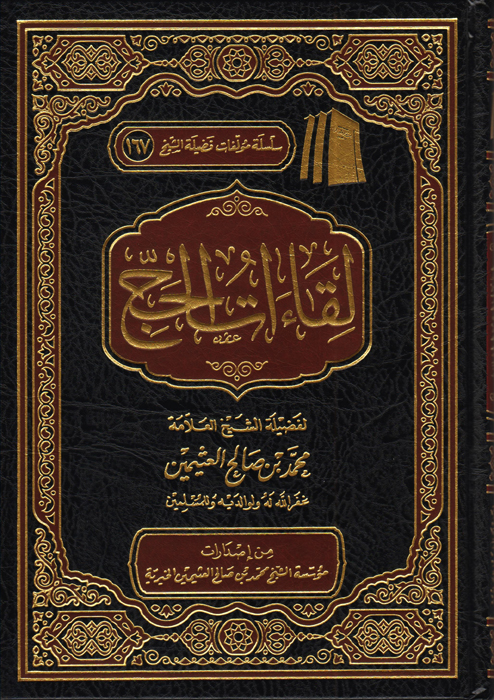 سلسلة مؤلفات فضيلة الشيخ ١٦٧
لقاءات الحج
لفضيلة الشيخ العلامة
محمد بن صالح العثيمين
غفر الله له ولوالديه وللمسلمين
من إصدارات
مؤسسة الشيخ محمد بن صالح العثيمين الخيرية